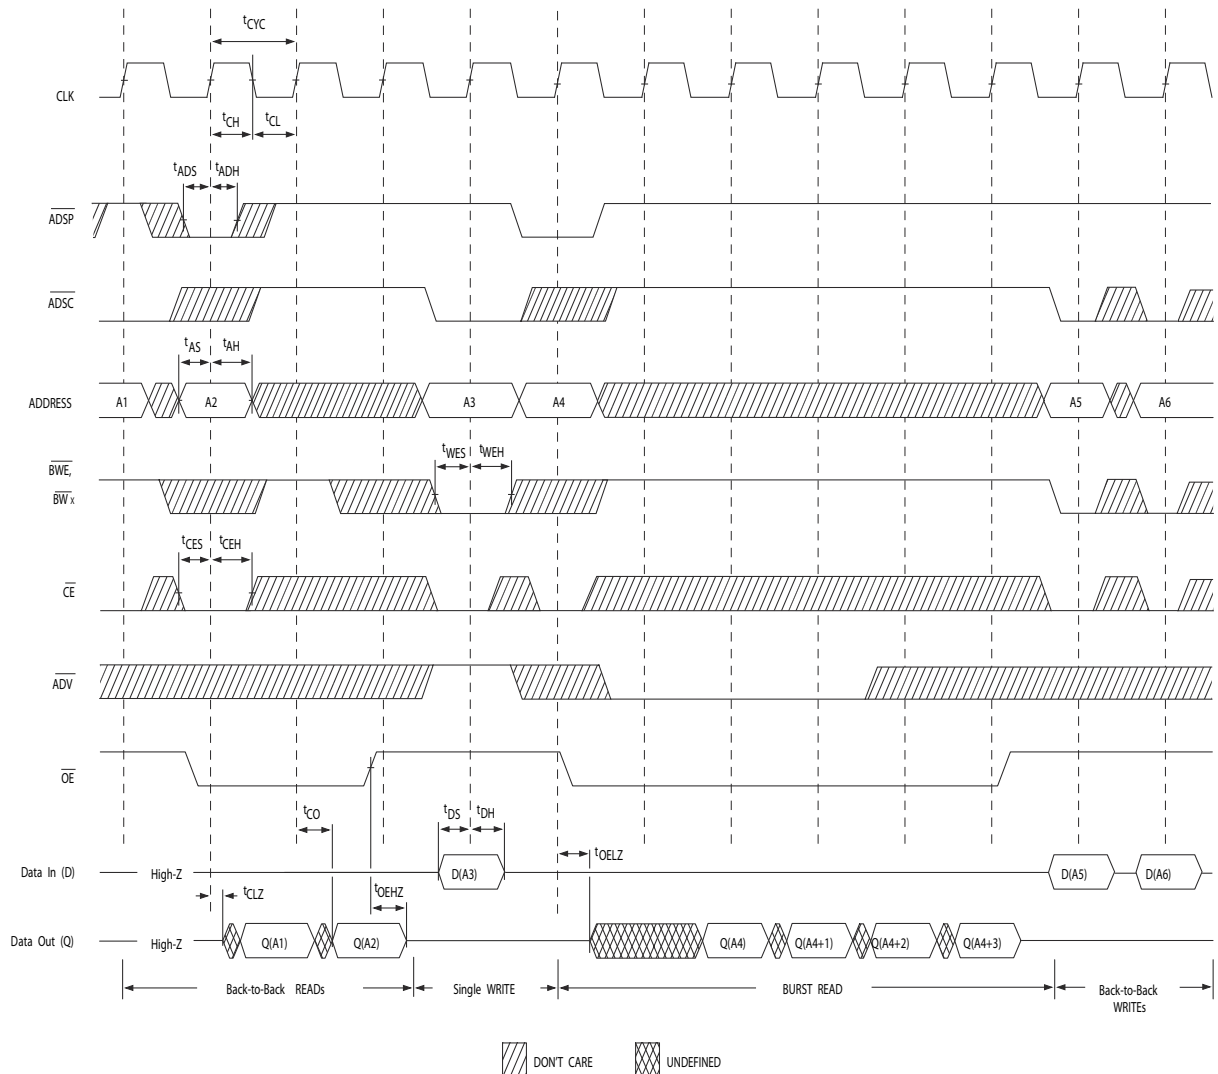 tCYC
CLK
tCH
tCL
tADS
tADH
ADSP
ADSC
tAS
tAH
ADDRESS
A1
A2
A3
A4
A5
A6
tWES
tWEH
BWE,
BW x
tCES
tCEH
CE
ADV
OE
tCO
tDS
tDH
tOELZ
Data In (D)
High-Z
D(A3)
D(A5)
D(A6)
tCLZ
tOEHZ
Data Out (Q)
High-Z
Q(A1)
Q(A2)
Q(A4)
Q(A4+1)
Q(A4+2)
Q(A4+3)
Back-to-Back READs
Single WRITE
BURST READ
Back-to-Back
WRITEs
DON'T CARE
UNDEFINED